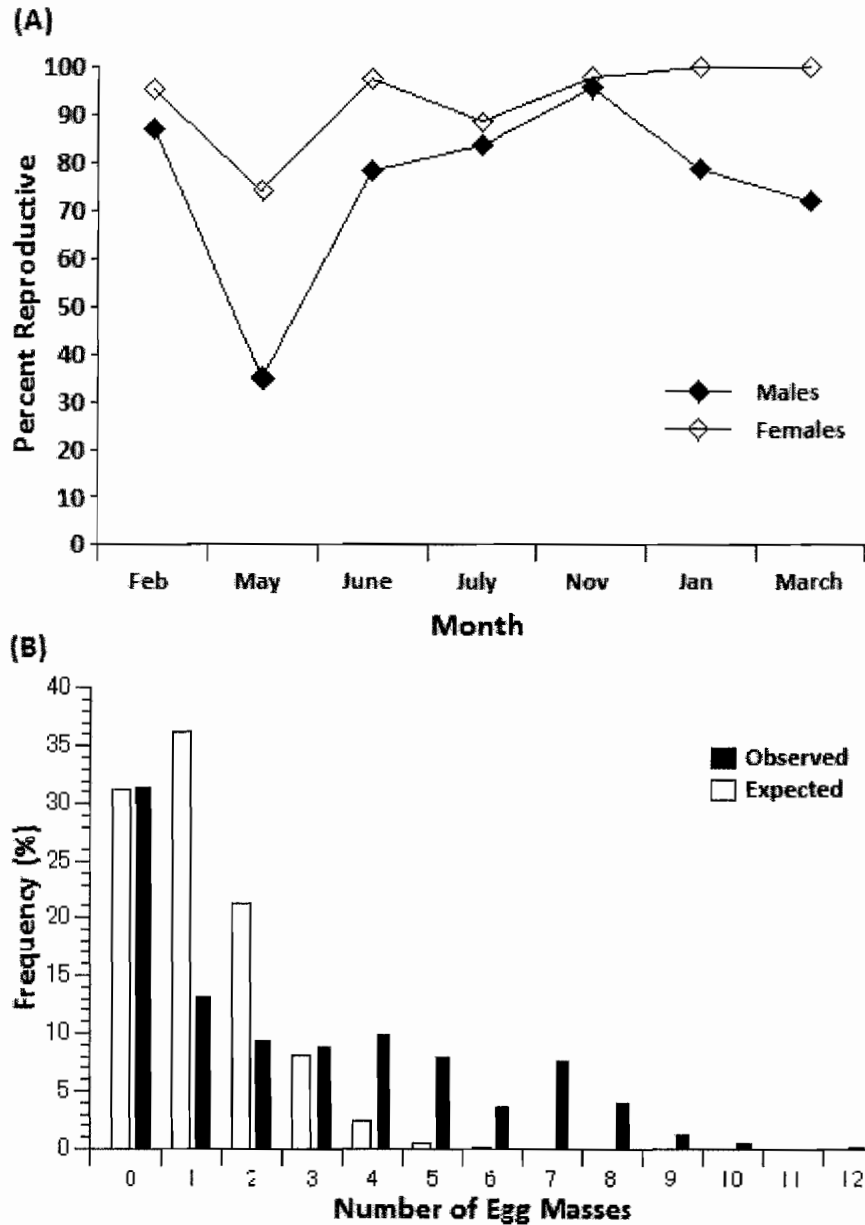 (A)
100
90
80
70
60
50
40
30
20
10
0
Percent Reproductive
Males
Females
Feb May June July Nov Jan March
Month
(B)
40
35
30
25
20
15
10
5
0
Frequency (%)
Observed
Expected
0 1 2 3 4 5 6 7 8 9 10 11 12
Number of Egg Masses